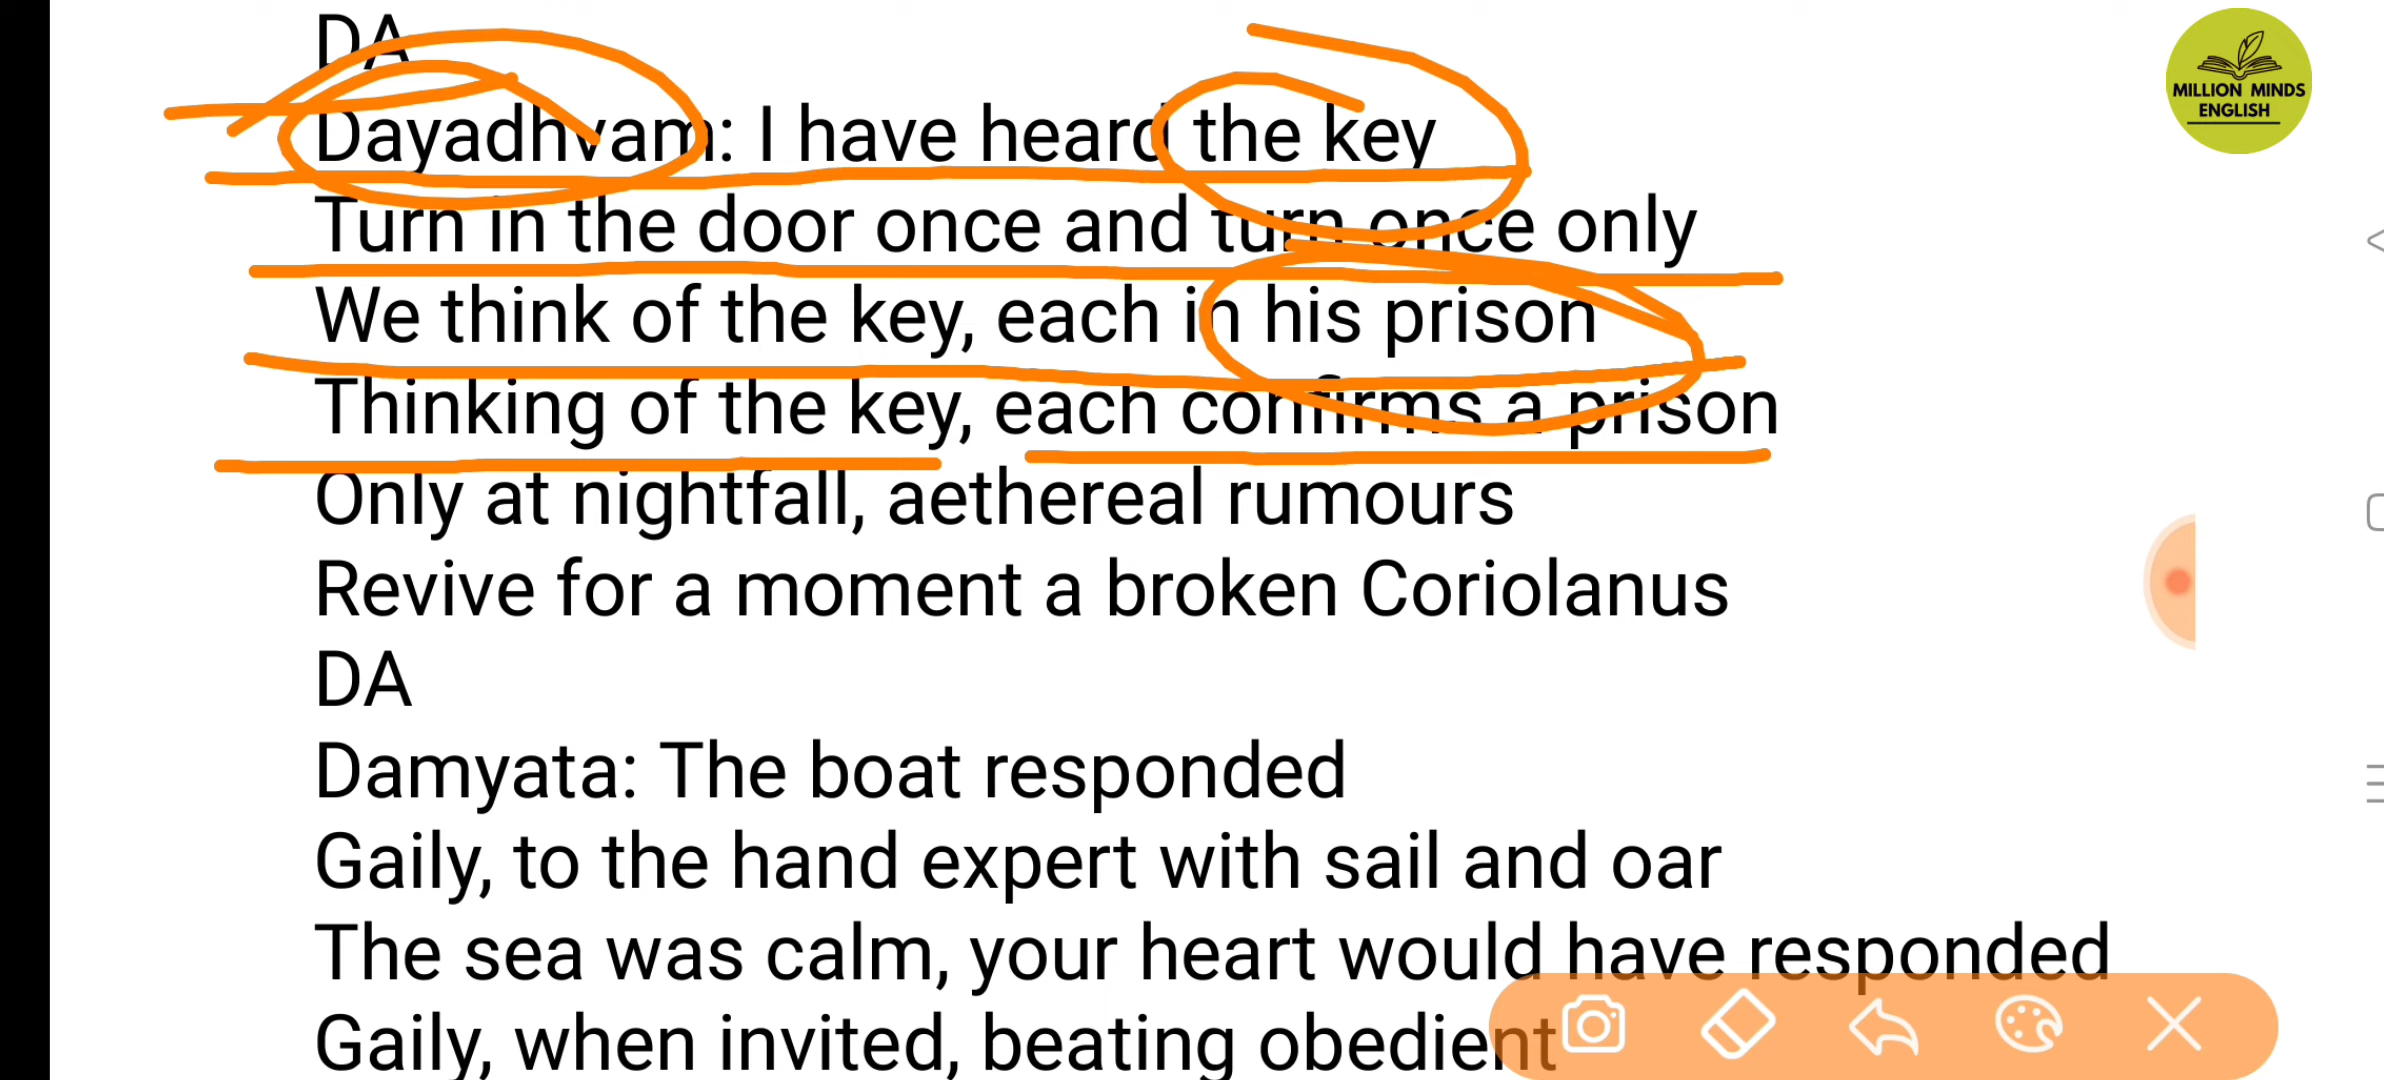 DA
MILLION MINDS
ENGLISH
Dayadhvam: I have heard the key
Turn in the door once and turn once only
We think of the key, each in his prison
Thinking of the key, each confirms a prison
Only at nightfall, aethereal rumours
Revive for a moment a broken Coriolanus
DA
Damyata: The boat responded
Gaily, to the hand expert with sail and oar
The sea was calm, your heart would have responded
Gaily, when invited, beating obedient